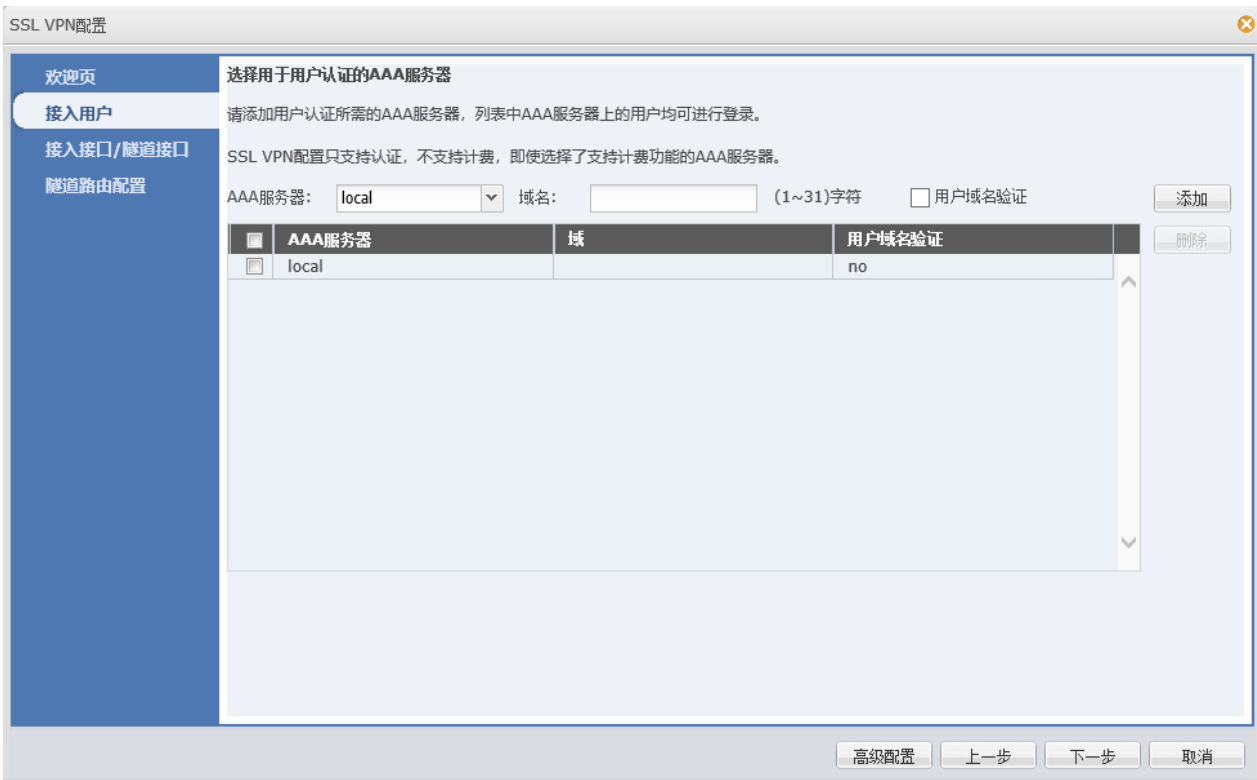 SSL VPN配置
欢迎页
接入用户
接入接口/隧道接口
隧道路由配置
选择用于用户认证的AAA服务器
请添加用户认证所需的AAA服务器, 列表中AAA服务器上的用户均可进行登录。
SSL VPN配置只支持认证, 不支持计费, 即使选择了支持计费功能的AAA服务器。
AAA服务器: local 域名: (1~31)字符 用户域名验证 添加
AAA服务器 域 用户域名验证 删除
local no
高级配置 上一步 下一步 取消